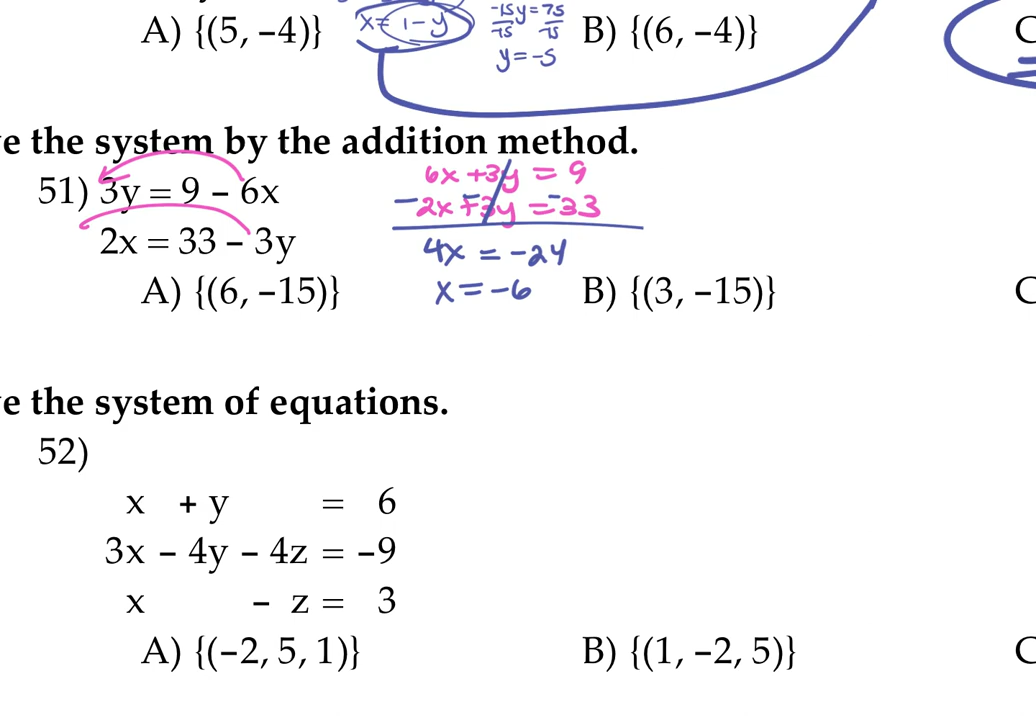 A) {(5, −4)} x = 1 − y -15y = 75 B) {(6, −4)} C
-15 -15
y = -5
e the system by the addition method.
51) 3y = 9 − 6x 6x + 3y = 9
− 2x + 3y = 33
2x = 33 − 3y 4x = -24
A) {(6, −15)} x = -6 B) {(3, −15)} C
e the system of equations.
52)
x + y = 6
3x − 4y − 4z = −9
x − z = 3
A) {(−2, 5, 1)} B) {(1, −2, 5)} C